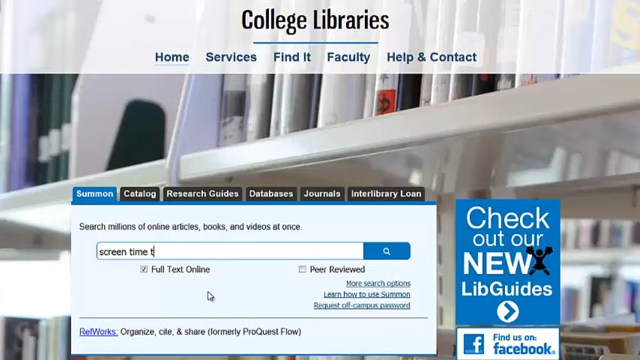 College Libraries
Home Services Find It Faculty Help & Contact
Summon Catalog Research Guides Databases Journals Interlibrary Loan
Search millions of online articles, books, and videos at once.
screen time t
Full Text Online Peer Reviewed
More search options
Learn how to use Summon
Request off-campus password
RefWorks: Organize, cite, & share (formerly ProQuest Flow)
Check
out our
NEW
LibGuides
Find us on:
facebook.